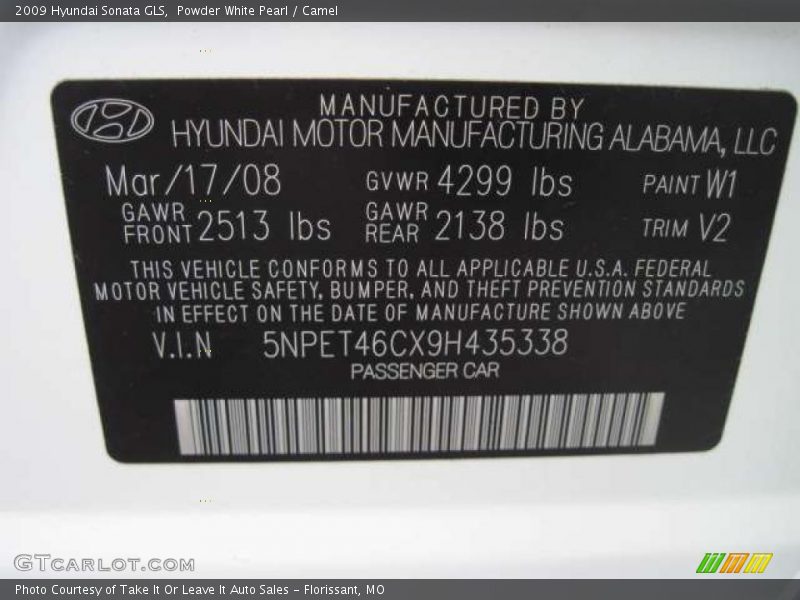 2009 Hyundai Sonata GLS,  Powder White Pearl / Camel
MANUFACTURED BY
HYUNDAI MOTOR MANUFACTURING ALABAMA, LLC
Mar/17/08 GVWR 4299 lbs PAINT W1
GAWR FRONT 2513 lbs GAWR REAR 2138 lbs TRIM V2
THIS VEHICLE CONFORMS TO ALL APPLICABLE U.S.A. FEDERAL
MOTOR VEHICLE SAFETY, BUMPER, AND THEFT PREVENTION STANDARDS
IN EFFECT ON THE DATE OF MANUFACTURE SHOWN ABOVE
V.I.N 5NPET46CX9H435338
PASSENGER CAR
GTCARLOT.COM
Photo Courtesy of Take It Or Leave It Auto Sales - Florissant, MO